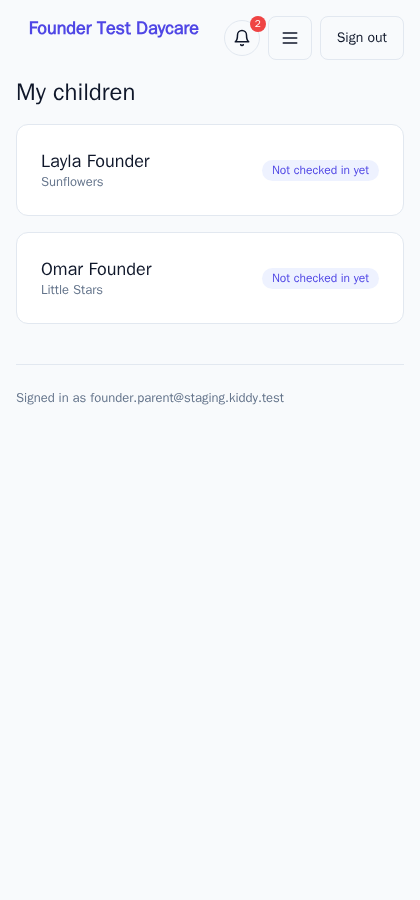 Founder Test Daycare
2
Sign out
My children
Layla Founder
Sunflowers
Not checked in yet
Omar Founder
Little Stars
Not checked in yet
Signed in as founder.parent@staging.kiddy.test